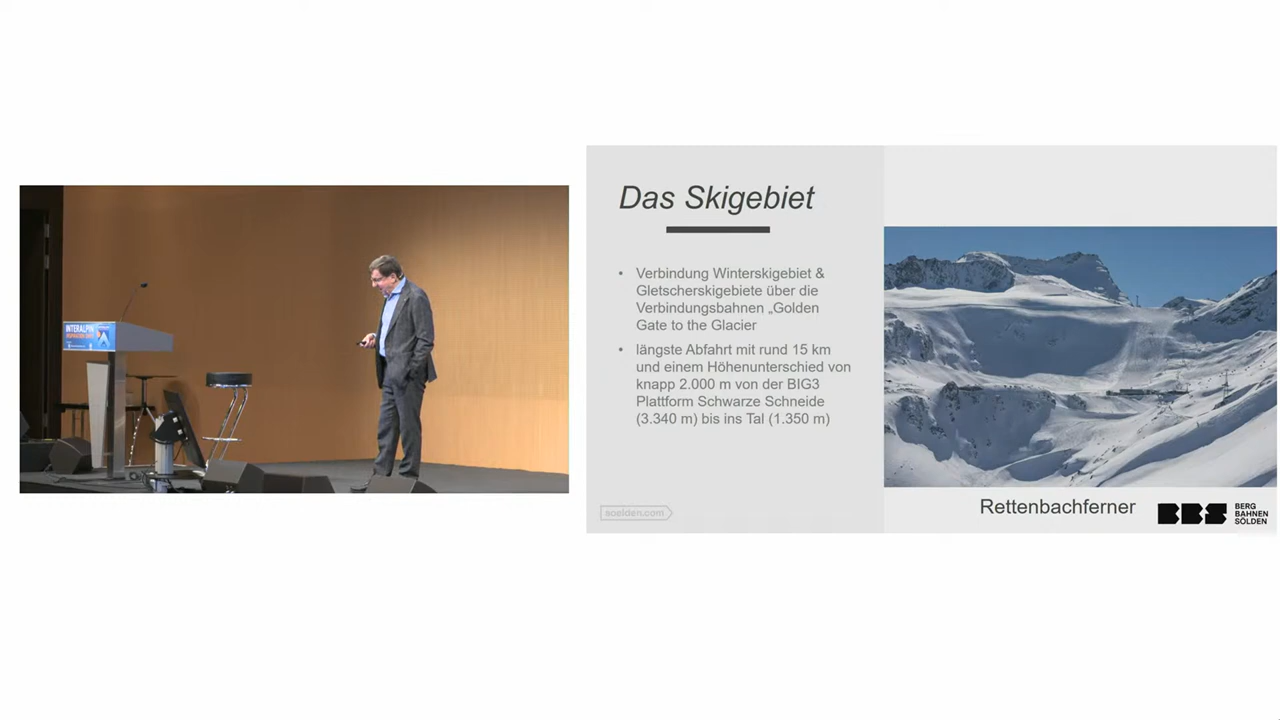 INTERALPIN
Das Skigebiet
• Verbindung Winterskigebiet &
Gletscherskigebiete über die
Verbindungsbahnen „Golden
Gate to the Glacier
• längste Abfahrt mit rund 15 km
und einem Höhenunterschied von
knapp 2.000 m von der BIG3
Plattform Schwarze Schneide
(3.340 m) bis ins Tal (1.350 m)
soelden.com
Rettenbachferner
BBS
BERG
BAHNEN
SÖLDEN